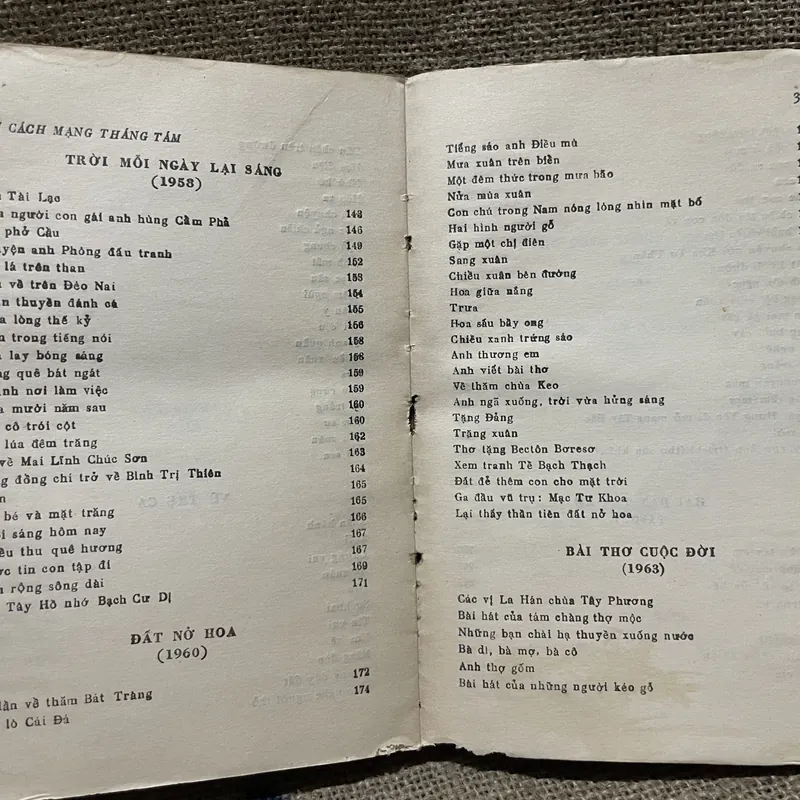 CÁCH MẠNG THÁNG TÁM
TRỜI MỖI NGÀY LẠI SÁNG
(1958)
Tài Lạc
người con gái anh hùng Cẩm Phả 143
phở Cầu 146
uyện anh Phòng đấu tranh 149
lá trên than 152
về trên Đèo Nai 153
n thuyền đánh cá 154
a lòng thế kỷ 155
n trong tiếng nói 156
lay bóng sáng 158
ng quê bát ngát 158
nh nơi làm việc 159
a mười năm sau 159
cô trói cột 160
lúa đêm trăng 160
về Mai Lĩnh Chúc Sơn 162
g đồng chí trở về Bình Trị Thiên 163
n 164
bé và mặt trăng 165
i sáng hôm nay 165
ều thu quê hương 166
ợc tin con tập đi 167
n rộng sông dài 167
Tây Hồ nhớ Bạch Cư Dị 169
171
ĐẤT NỞ HOA
(1960)
lần về thăm Bát Tràng 172
lò Cái Đá 174
3
Tiếng sáo anh Điều mù
Mưa xuân trên biển
Một đêm thức trong mưa bão
Nửa mùa xuân
Con chú trong Nam nóng lòng nhìn mặt bố
Hai hình người gỗ
Gặp một chị điên
Sang xuân
Chiều xuân bên đường
Hoa giữa nắng
Trưa
Hoa sấu bầy ong
Chiều xanh trứng sáo
Anh thương em
Anh viết bài thơ
Về thăm chùa Keo
Anh ngã xuống, trời vừa hửng sáng
Tặng Đảng
Trăng xuân
Thơ tặng Bectôn Bơresơ
Xem tranh Tề Bạch Thạch
Đất đẻ thêm con cho mặt trời
Ga đầu vũ trụ: Mạc Tư Khoa
Lại thấy thần tiên đất nở hoa
BÀI THƠ CUỘC ĐỜI
(1963)
Các vị La Hán chùa Tây Phương
Bài hát của tám chàng thợ mộc
Những bạn chài hạ thuyền xuống nước
Bà dì, bà mợ, bà cô
Anh thợ gốm
Bài hát của những người kéo gỗ